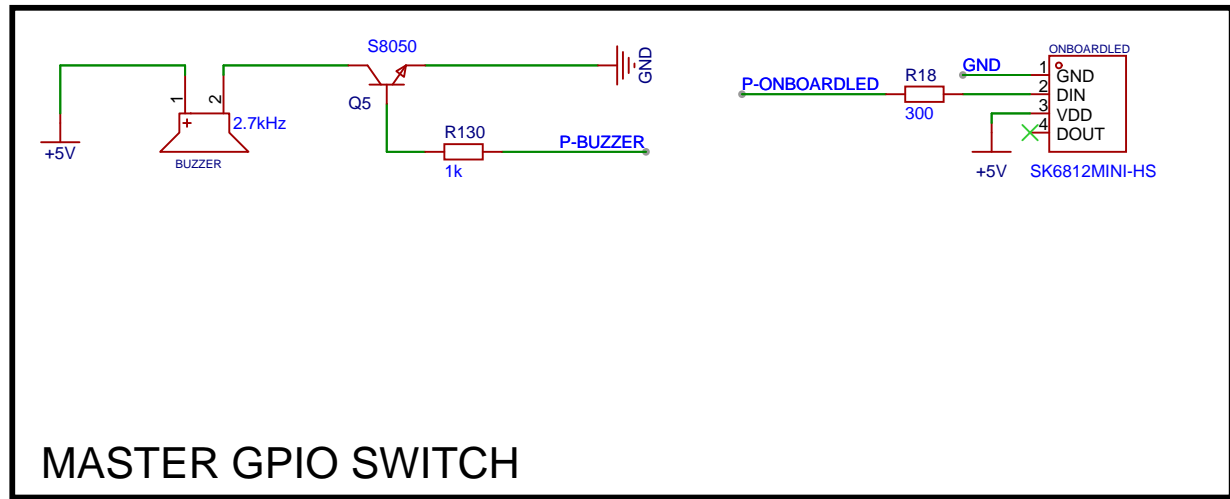 S8050
Q5
GND
1
2
+
2.7kHz
BUZZER
+5V
R130
1k
P-BUZZER
P-ONBOARDLED
R18
300
GND
+5V
ONBOARDLED
1 GND
2 DIN
3 VDD
4 DOUT
SK6812MINI-HS
MASTER GPIO SWITCH